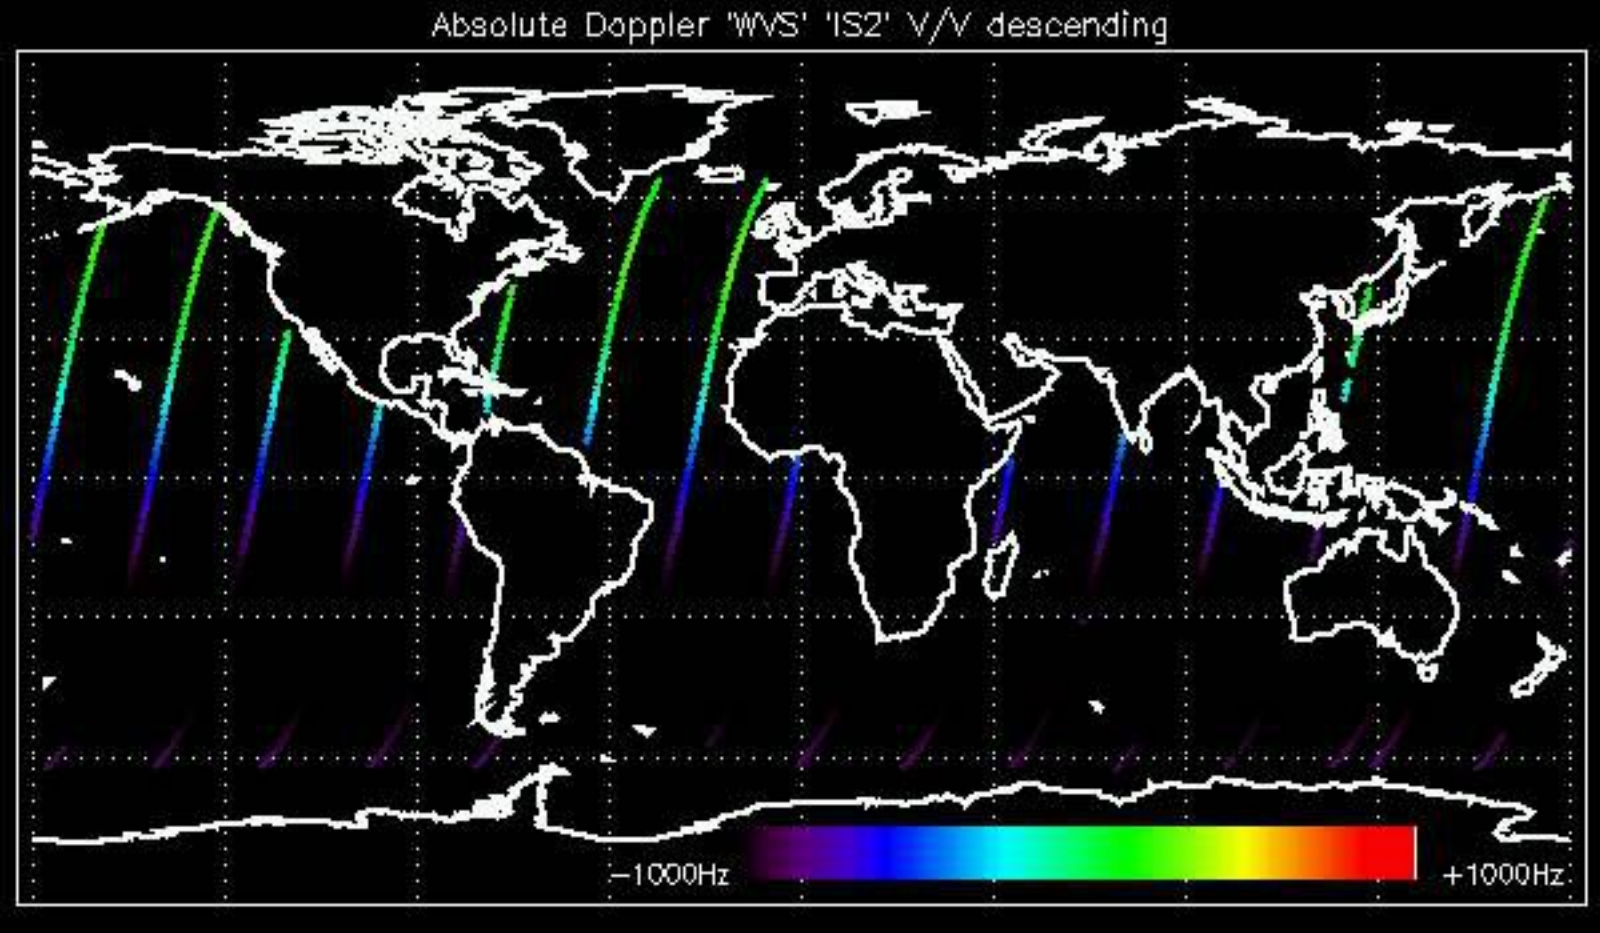 Absolute Doppler 'WVS' 'IS2' V/V descending
-1000Hz +1000Hz